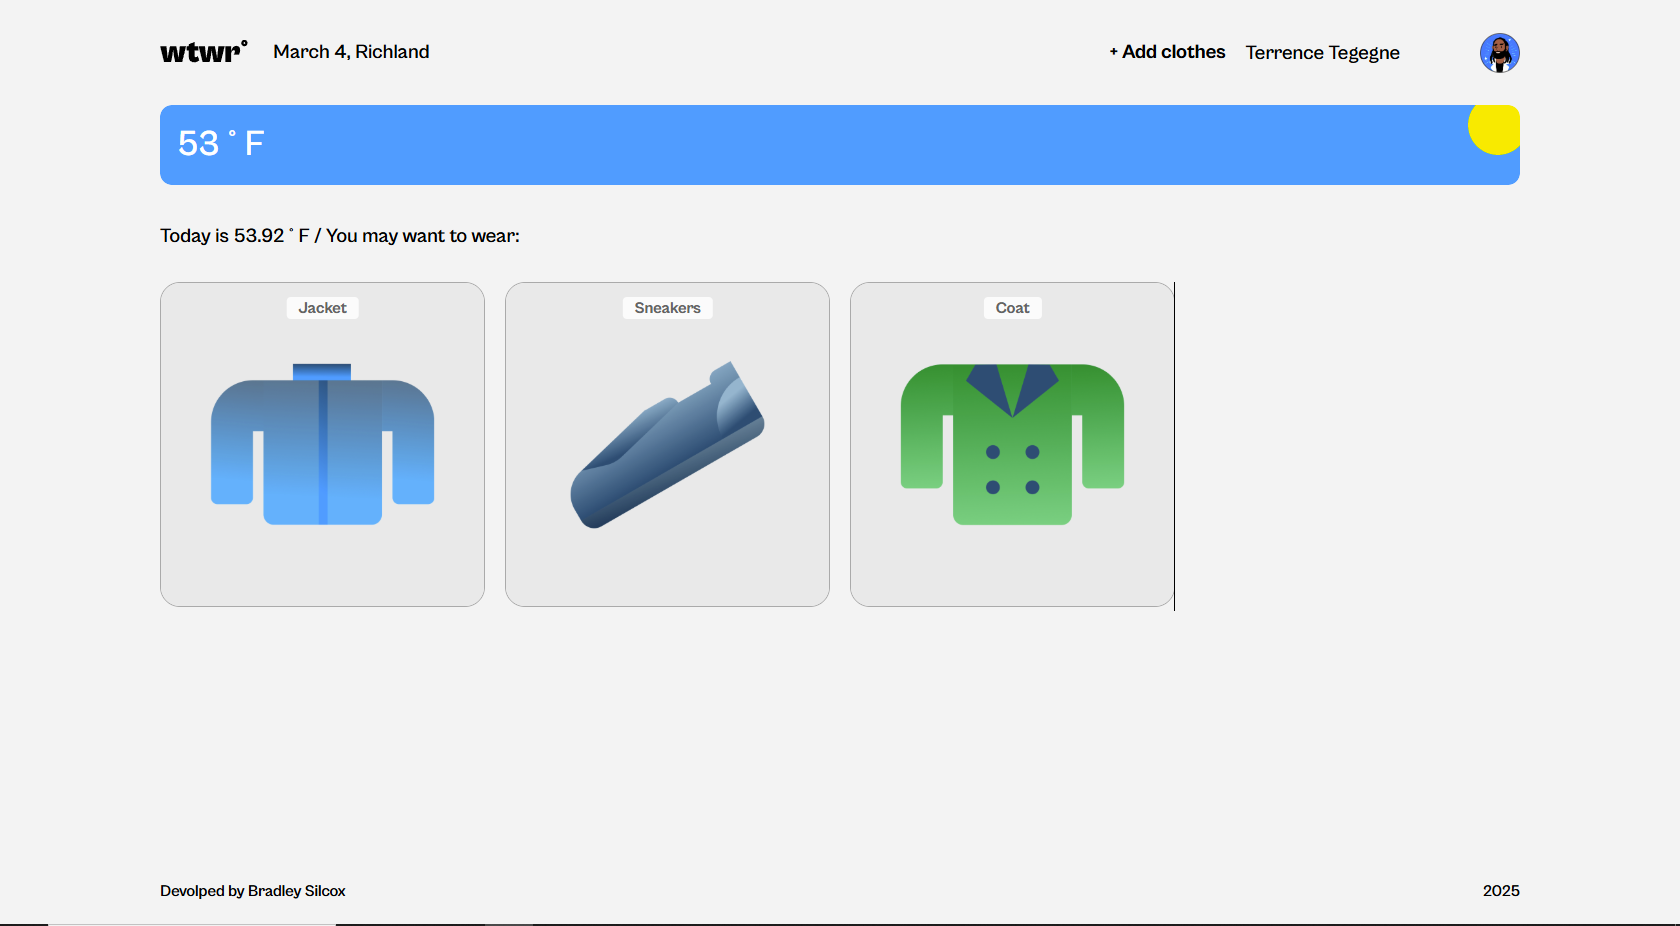 wtwr° March 4, Richland + Add clothes Terrence Tegegne
53 ° F
Today is 53.92 ° F / You may want to wear:
Jacket Sneakers Coat
Devolped by Bradley Silcox 2025